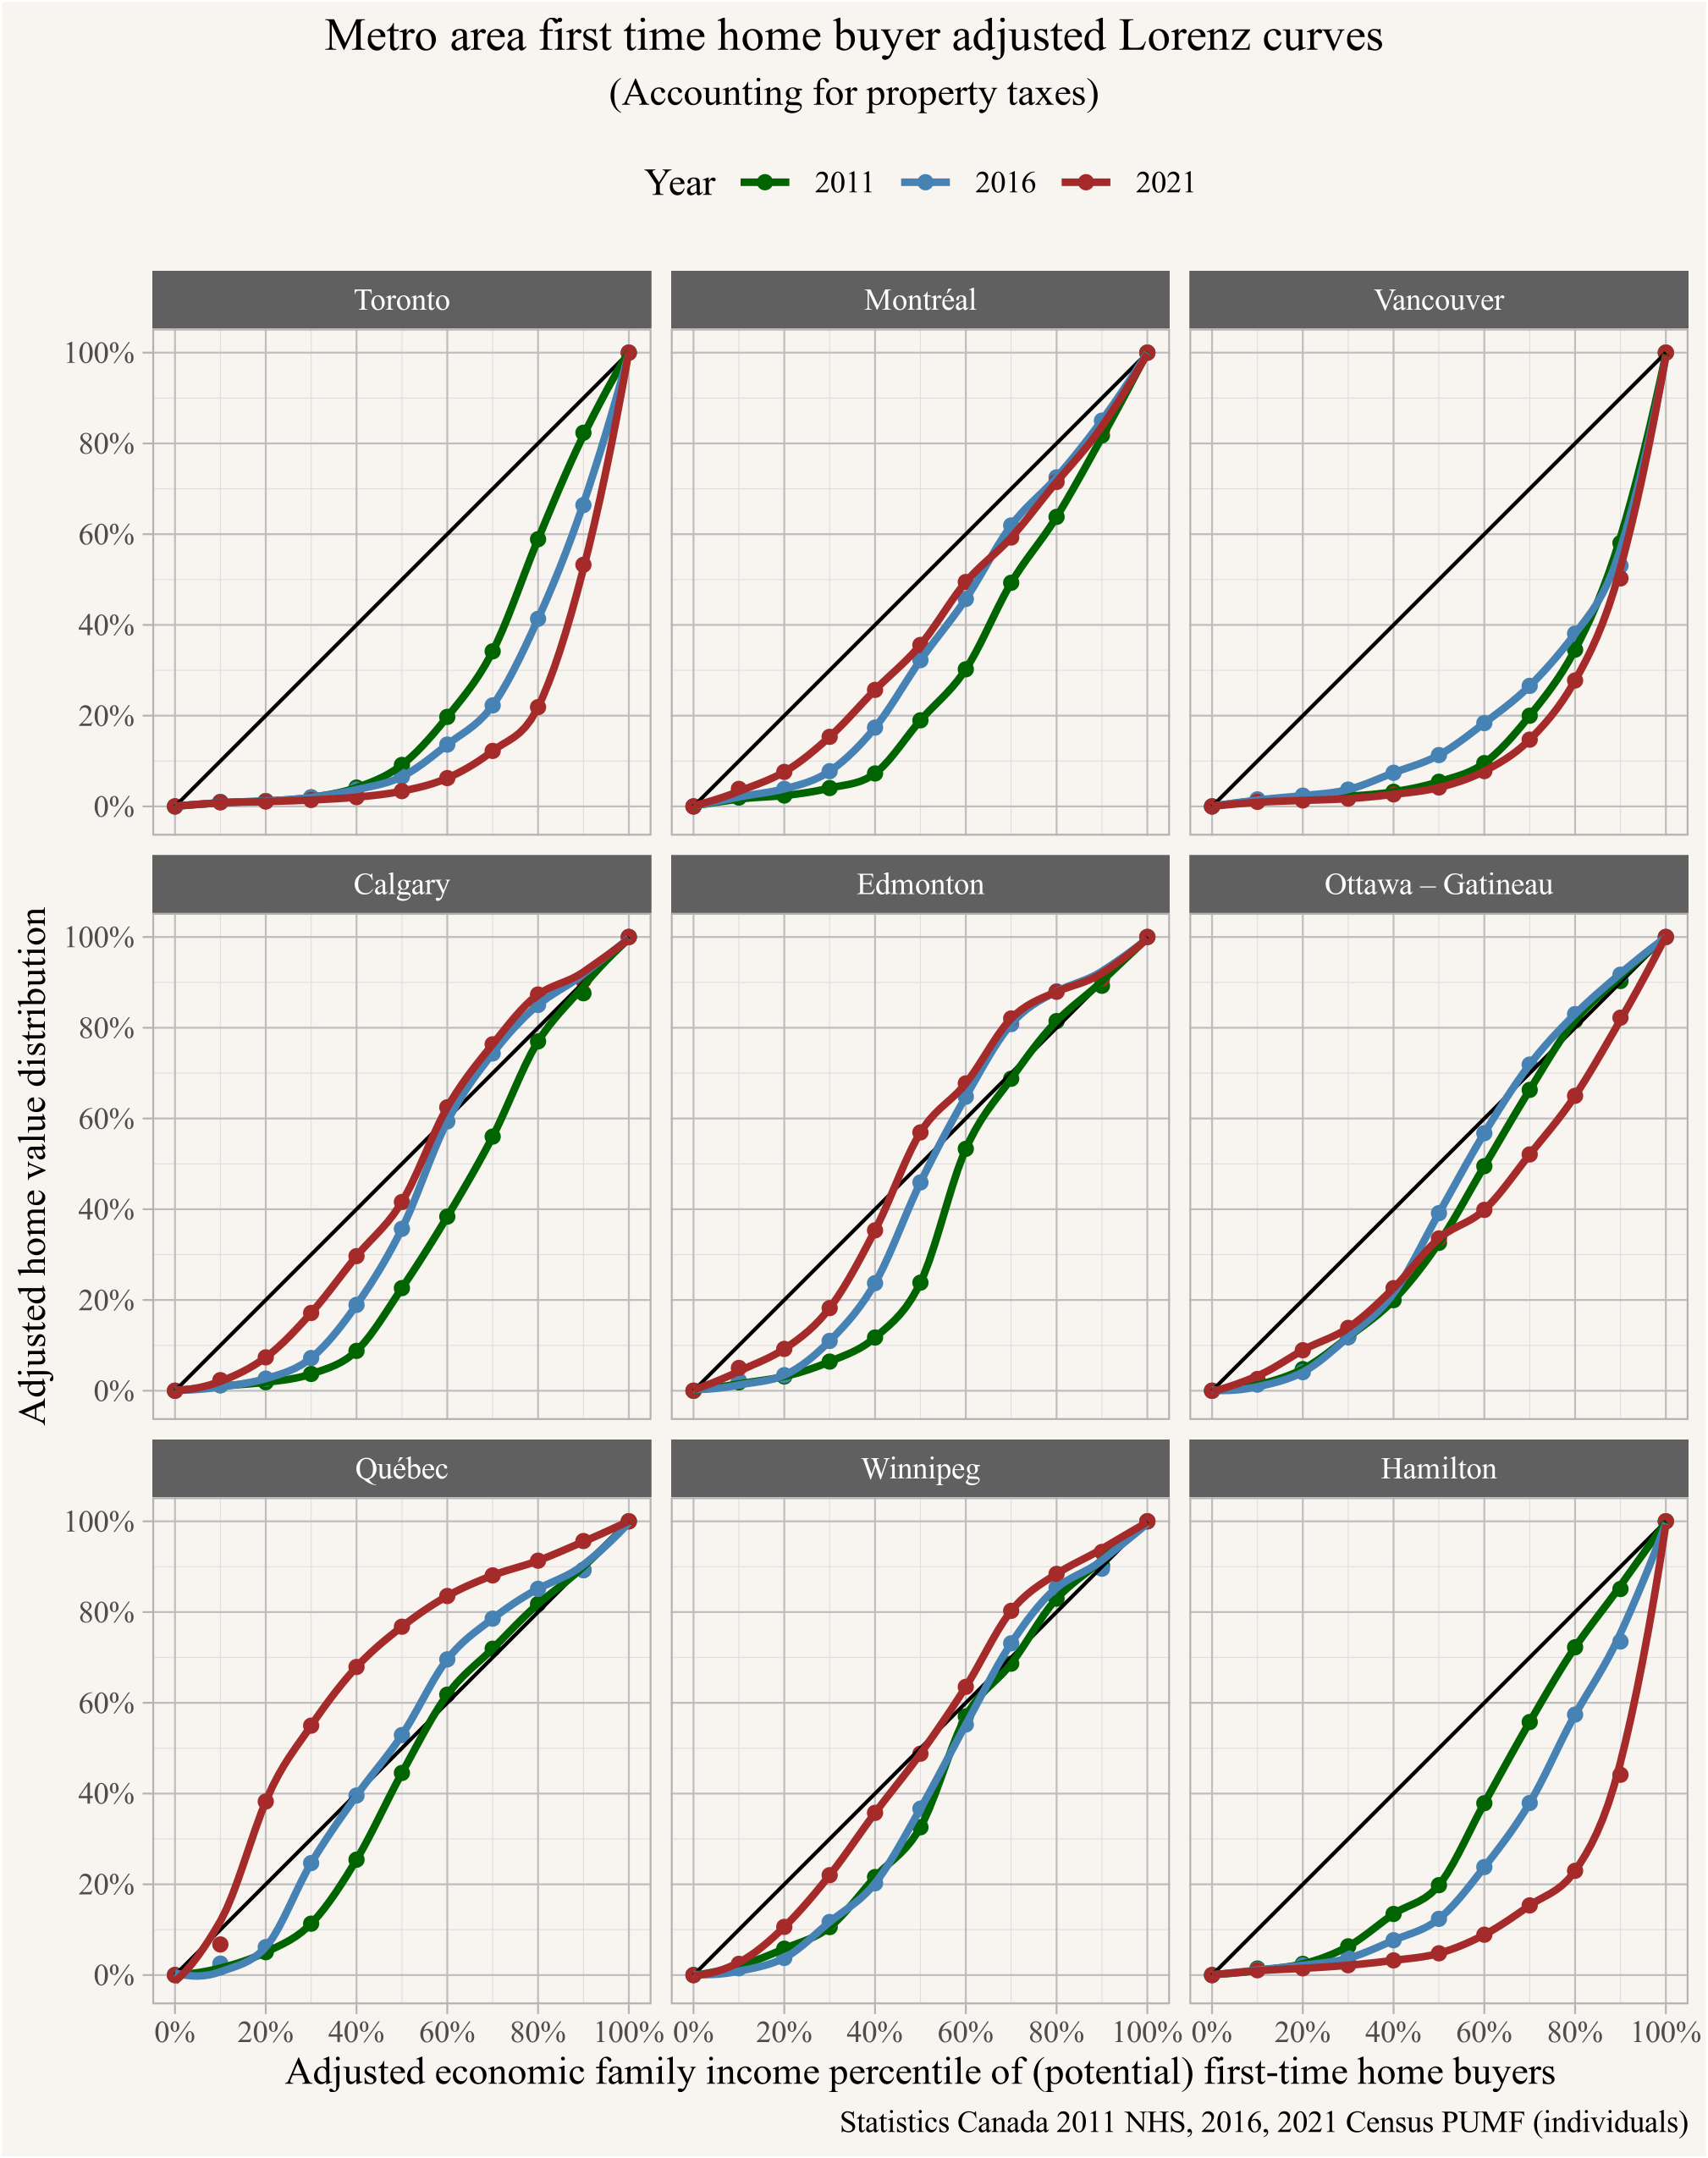 Metro area first time home buyer adjusted Lorenz curves
(Accounting for property taxes)
Year 2011 2016 2021
Toronto Montréal Vancouver
100%
80%
60%
40%
20%
0%
Calgary Edmonton Ottawa – Gatineau
100%
80%
60%
40%
20%
0%
Adjusted home value distribution
Québec Winnipeg Hamilton
100%
80%
60%
40%
20%
0%
0% 20% 40% 60% 80% 100% 0% 20% 40% 60% 80% 100% 0% 20% 40% 60% 80% 100%
Adjusted economic family income percentile of (potential) first-time home buyers
Statistics Canada 2011 NHS, 2016, 2021 Census PUMF (individuals)